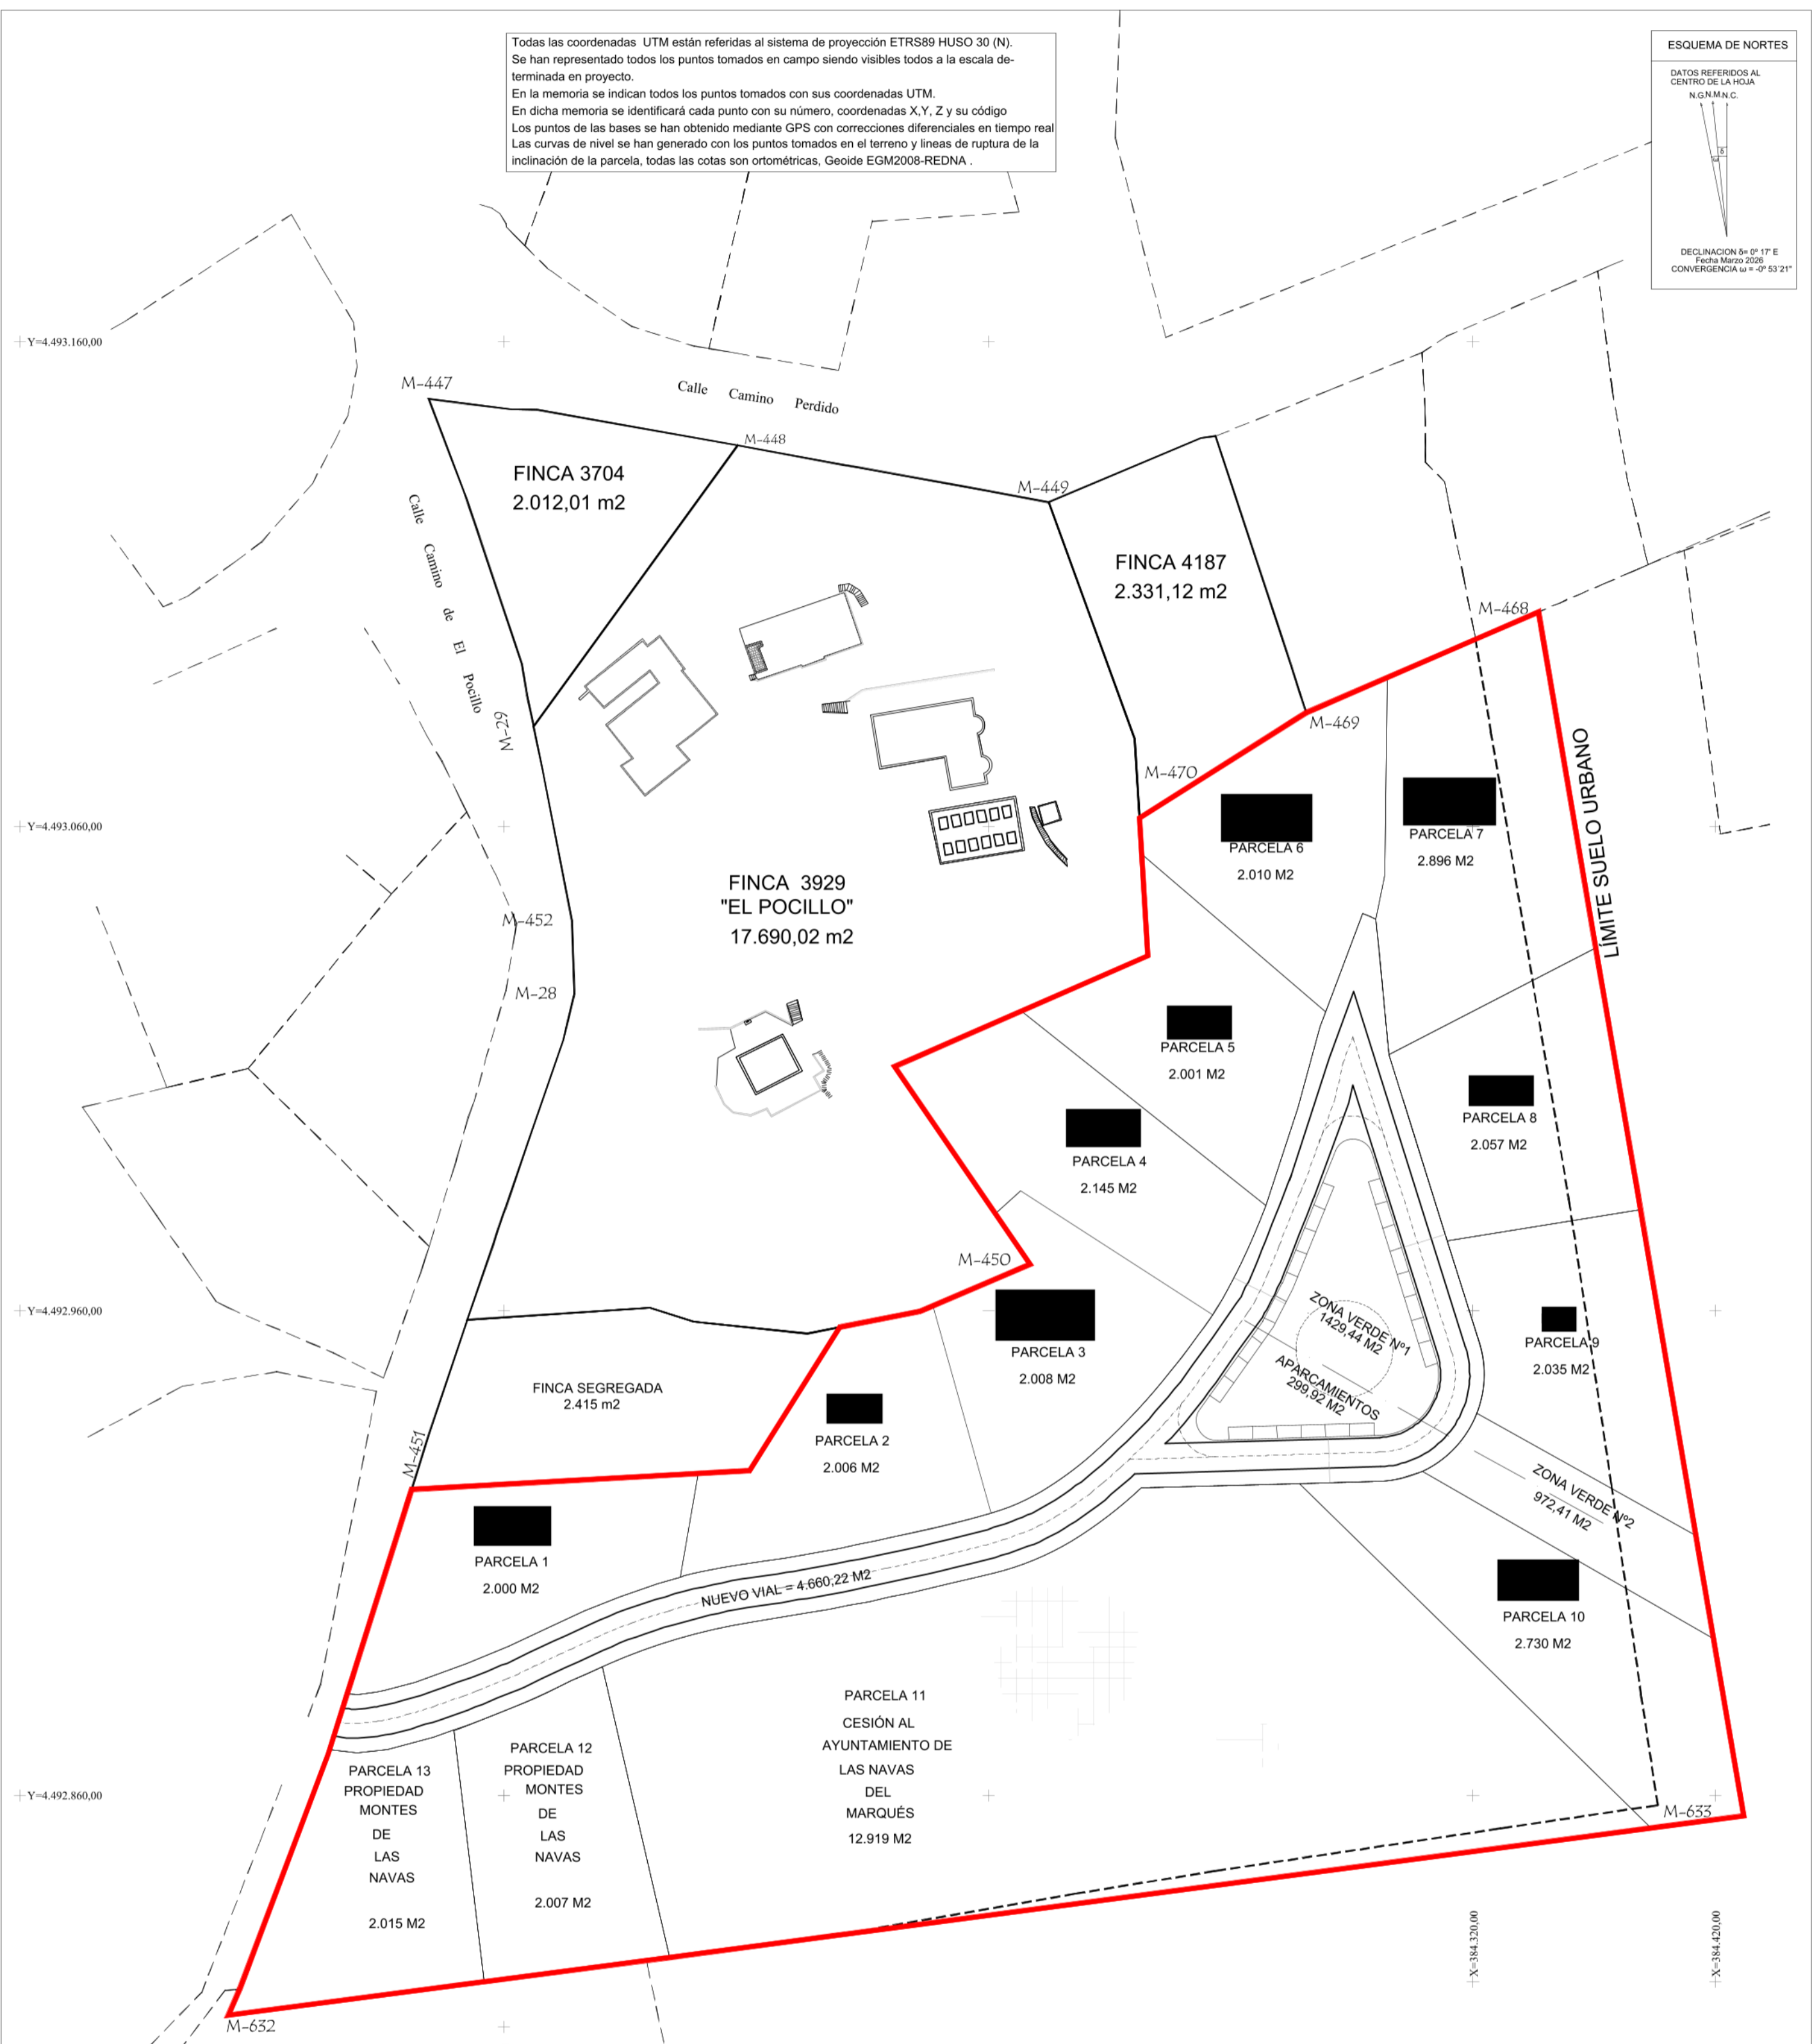 Todas las coordenadas UTM están referidas al sistema de proyección ETRS89 HUSO 30 (N).
Se han representado todos los puntos tomados en campo siendo visibles todos a la escala de-
terminada en proyecto.
En la memoria se indican todos los puntos tomados con sus coordenadas UTM.
En dicha memoria se identificará cada punto con su número, coordenadas X,Y, Z y su código
Los puntos de las bases se han obtenido mediante GPS con correcciones diferenciales en tiempo real
Las curvas de nivel se han generado con los puntos tomados en el terreno y lineas de ruptura de la
inclinación de la parcela, todas las cotas son ortométricas, Geoide EGM2008-REDNA .
ESQUEMA DE NORTES
DATOS REFERIDOS AL
CENTRO DE LA HOJA
N.G.N.M.N.C.
δ
ω
DECLINACION δ= 0º 17' E
Fecha Marzo 2026
CONVERGENCIA ω = -0º 53´21"
Y=4.493.160,00
M-447
Calle Camino Perdido
M-448
FINCA 3704
2.012,01 m2
M-449
Calle Camino de El Pocillo
FINCA 4187
2.331,12 m2
M-468
M-29
M-469
M-470
LÍMITE SUELO URBANO
Y=4.493.060,00
PARCELA 6
2.010 M2
PARCELA 7
2.896 M2
FINCA 3929
"EL POCILLO"
17.690,02 m2
M-452
M-28
PARCELA 5
2.001 M2
PARCELA 8
2.057 M2
PARCELA 4
2.145 M2
M-450
Y=4.492.960,00
ZONA VERDE Nº1
1429,44 M2
APARCAMIENTOS
299,92 M2
PARCELA 9
2.035 M2
PARCELA 3
2.008 M2
FINCA SEGREGADA
2.415 m2
PARCELA 2
2.006 M2
M-451
ZONA VERDE Nº2
972,41 M2
PARCELA 1
2.000 M2
NUEVO VIAL = 4.660,22 M2
PARCELA 10
2.730 M2
PARCELA 11
CESIÓN AL
AYUNTAMIENTO DE
LAS NAVAS
DEL
MARQUÉS
12.919 M2
PARCELA 12
PROPIEDAD
MONTES
DE
LAS
NAVAS
2.007 M2
PARCELA 13
PROPIEDAD
MONTES
DE
LAS
NAVAS
2.015 M2
Y=4.492.860,00
M-633
X=384.320,00
X=384.420,00
M-632